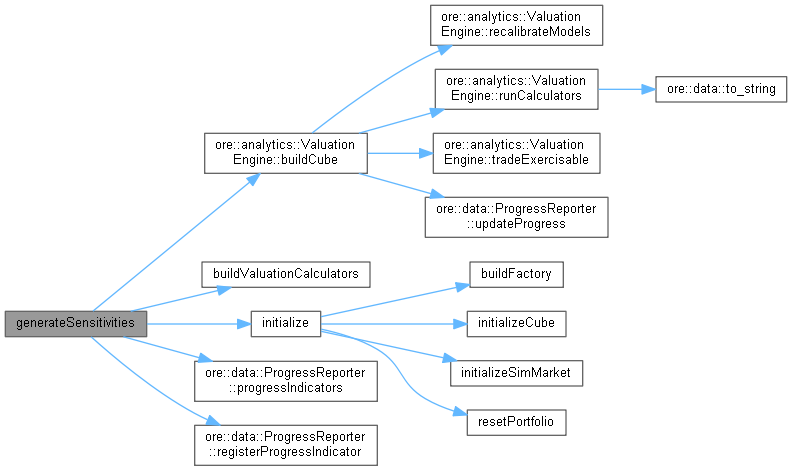 ore::analytics::Valuation
Engine::recalibrateModels
ore::analytics::Valuation
Engine::runCalculators
ore::data::to_string
ore::analytics::Valuation
Engine::buildCube
ore::analytics::Valuation
Engine::tradeExercisable
ore::data::ProgressReporter
::updateProgress
buildValuationCalculators
buildFactory
generateSensitivities
initialize
initializeCube
ore::data::ProgressReporter
::progressIndicators
initializeSimMarket
resetPortfolio
ore::data::ProgressReporter
::registerProgressIndicator